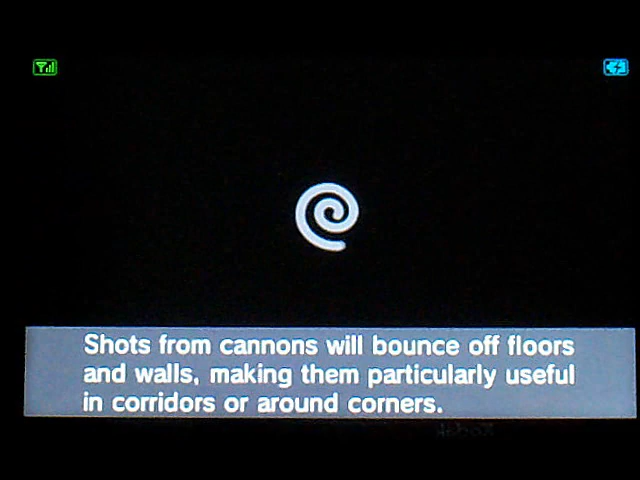 Shots from cannons will bounce off floors
and walls, making them particularly useful
in corridors or around corners.